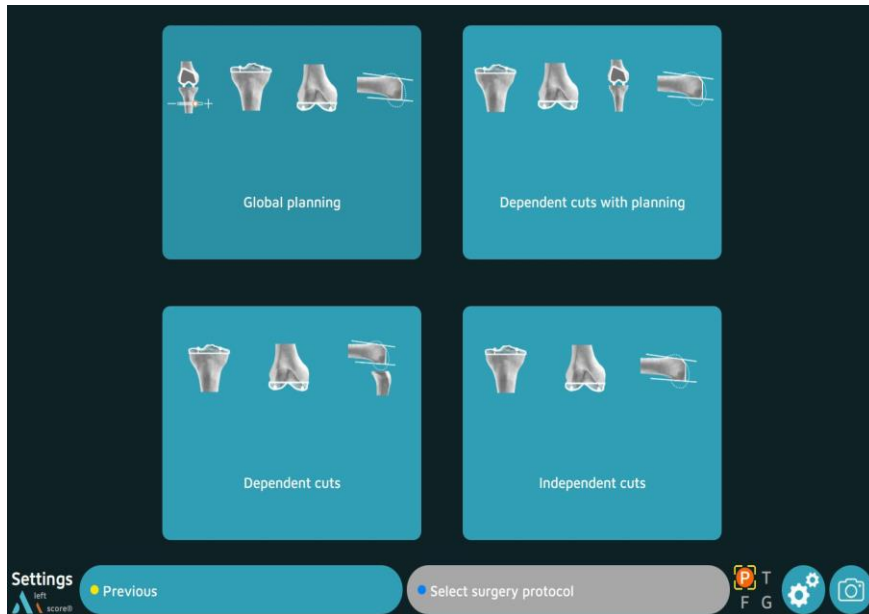 Global planning
Dependent cuts with planning
Dependent cuts
Independent cuts
Settings
left
score®
Previous
Select surgery protocol
P T
F G